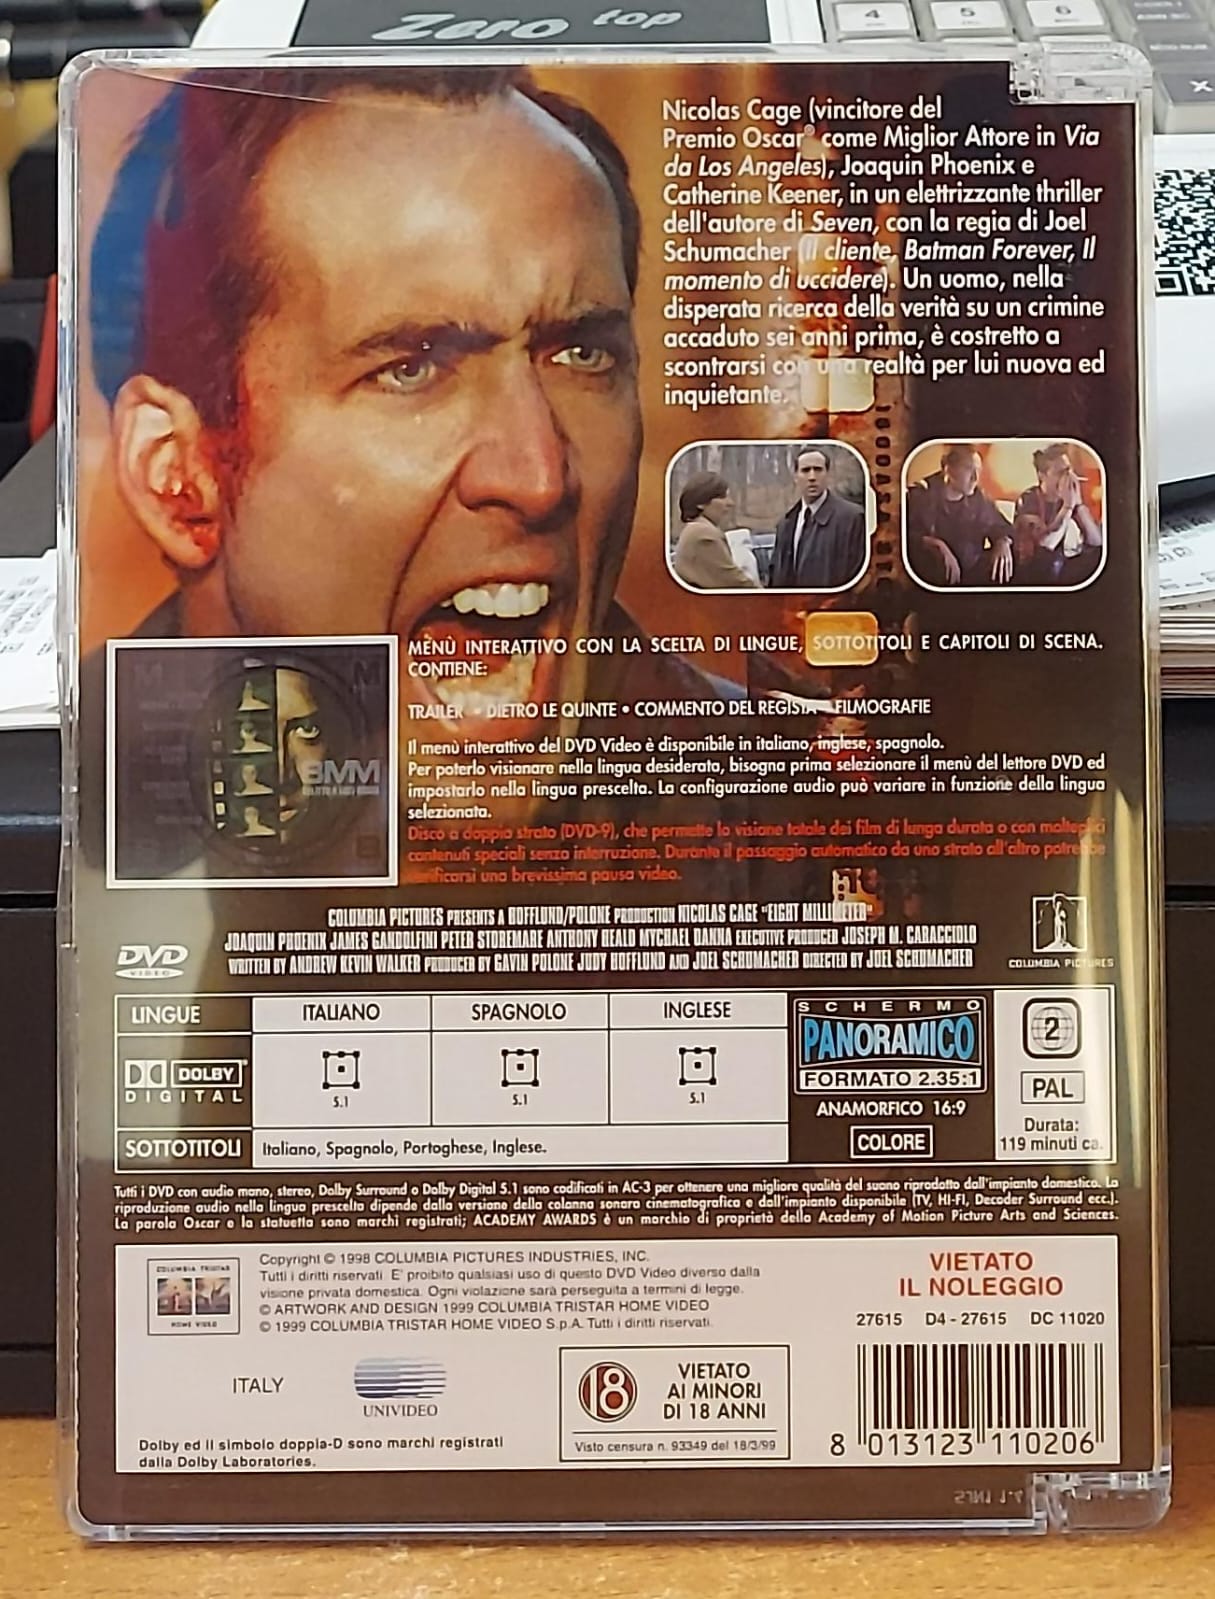 Zero top
4 5 6
Nicolas Cage (vincitore del
Premio Oscar® come Miglior Attore in Via
da Los Angeles), Joaquin Phoenix e
Catherine Keener, in un elettrizzante thriller
dell'autore di Seven, con la regia di Joel
Schumacher (Il cliente, Batman Forever, Il
momento di uccidere). Un uomo, nella
disperata ricerca della verità su un crimine
accaduto sei anni prima, è costretto a
scontrarsi con una realtà per lui nuova ed
inquietante.
MENÙ INTERATTIVO CON LA SCELTA DI LINGUE, SOTTOTITOLI E CAPITOLI DI SCENA.
CONTIENE:
TRAILER • DIETRO LE QUINTE • COMMENTO DEL REGISTA • FILMOGRAFIE
Il menù interattivo del DVD Video è disponibile in italiano, inglese, spagnolo.
Per poterlo visionare nella lingua desiderata, bisogna prima selezionare il menù del lettore DVD ed
impostarlo nella lingua prescelta. La configurazione audio può variare in funzione della lingua
selezionata.
Disco a doppio strato (DVD-9), che permette la visione totale dei film di lunga durata o con molteplici
contenuti speciali senza interruzione. Durante il passaggio automatico da uno strato all'altro potrebbe
verificarsi una brevissima pausa video.
8MM
COLUMBIA PICTURES PRESENTS A HOFFLUND/POLONE PRODUCTION NICOLAS CAGE "EIGHT MILLIMETER"
JOAQUIN PHOENIX JAMES GANDOLFINI PETER STOREMARE ANTHONY HEALD MYCHAEL DANNA EXECUTIVE PRODUCER JOSEPH M. CARACCIOLO
WRITTEN BY ANDREW KEVIN WALKER PRODUCED BY GAVIN POLONE JUDY HOFFLUND AND JOEL SCHUMACHER DIRECTED BY JOEL SCHUMACHER
DVD
VIDEO
COLUMBIA PICTURES
LINGUE ITALIANO SPAGNOLO INGLESE
DOLBY
DIGITAL
5.1 5.1 5.1
SOTTOTITOLI Italiano, Spagnolo, Portoghese, Inglese.
SCHERMO
PANORAMICO
FORMATO 2.35:1
ANAMORFICO 16:9
COLORE
2
PAL
Durata:
119 minuti ca.
Tutti i DVD con audio mono, stereo, Dolby Surround o Dolby Digital 5.1 sono codificati in AC-3 per ottenere una migliore qualità del suono riprodotto dall'impianto domestico. La
riproduzione audio nella lingua prescelta dipende dalla versione della colonna sonora cinematografica e dall'impianto disponibile (TV, HI-FI, Decoder Surround ecc.).
La parola Oscar e la statuetta sono marchi registrati; ACADEMY AWARDS è un marchio di proprietà della Academy of Motion Picture Arts and Sciences.
COLUMBIA TRISTAR
HOME VIDEO
Copyright © 1998 COLUMBIA PICTURES INDUSTRIES, INC.
Tutti i diritti riservati. E' proibito qualsiasi uso di questo DVD Video diverso dalla
visione privata domestica. Ogni violazione sarà perseguita a termini di legge.
© ARTWORK AND DESIGN 1999 COLUMBIA TRISTAR HOME VIDEO
© 1999 COLUMBIA TRISTAR HOME VIDEO S.p.A. Tutti i diritti riservati.
VIETATO
IL NOLEGGIO
27615 D4 - 27615 DC 11020
ITALY
UNIVIDEO
18
VIETATO
AI MINORI
DI 18 ANNI
Visto censura n. 93349 del 18/3/99
8 013123 110206
Dolby ed il simbolo doppia-D sono marchi registrati
dalla Dolby Laboratories.